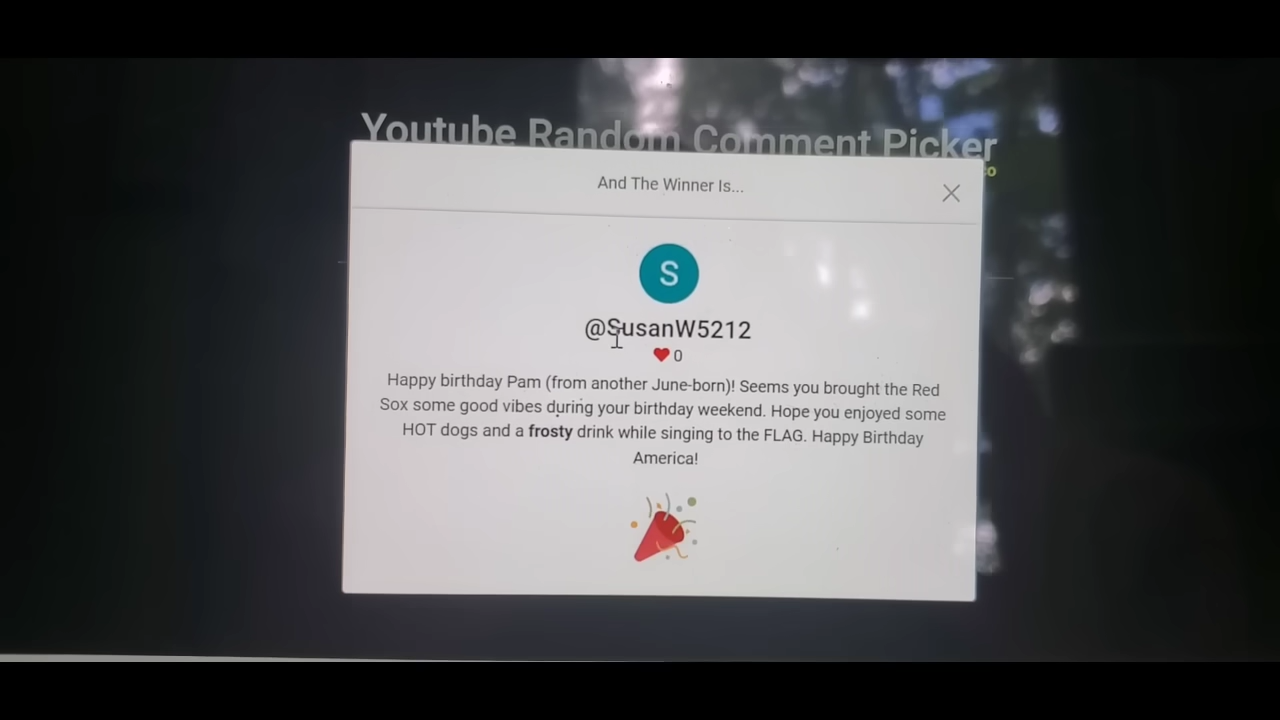 Youtube Random Comment Picker
And The Winner Is...
S
@SusanW5212
0
Happy birthday Pam (from another June-born)! Seems you brought the Red
Sox some good vibes during your birthday weekend. Hope you enjoyed some
HOT dogs and a frosty drink while singing to the FLAG. Happy Birthday
America!